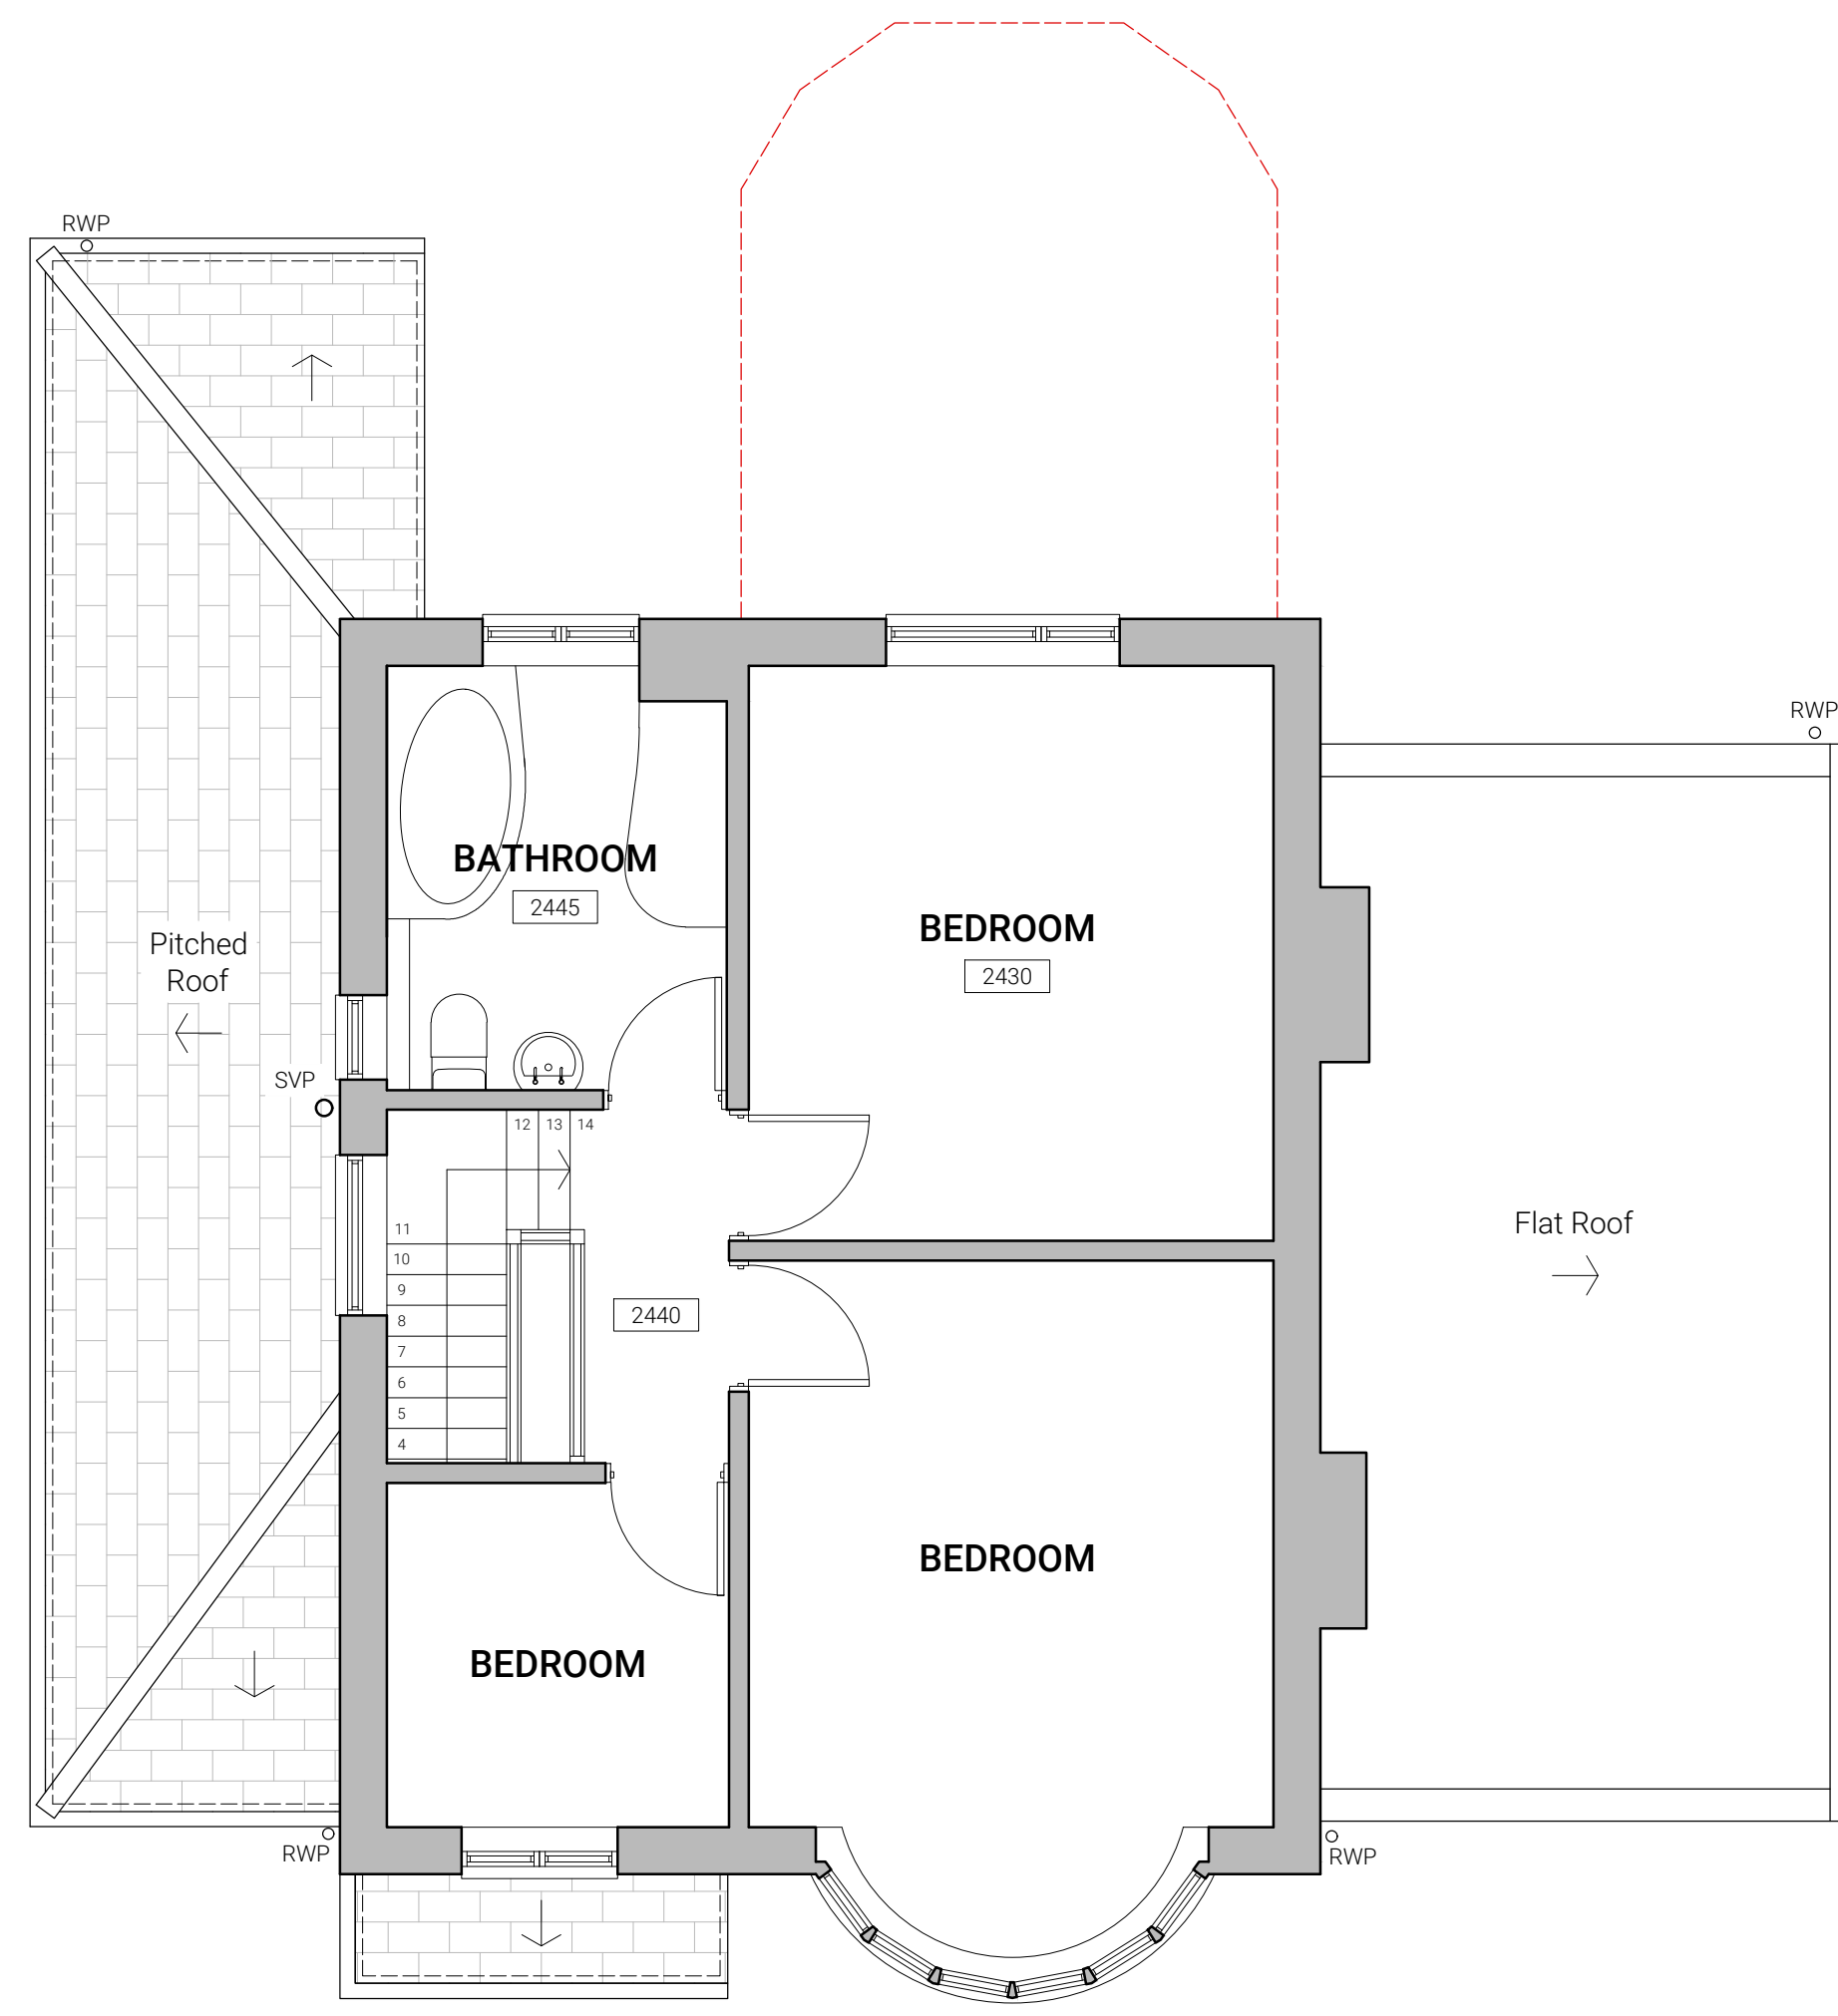 RWP
RWP
BATHROOM
2445
BEDROOM
2430
Pitched
Roof
SVP
12 13 14
11
10
9
8
7
6
5
4
2440
Flat Roof
BEDROOM
BEDROOM
RWP
RWP